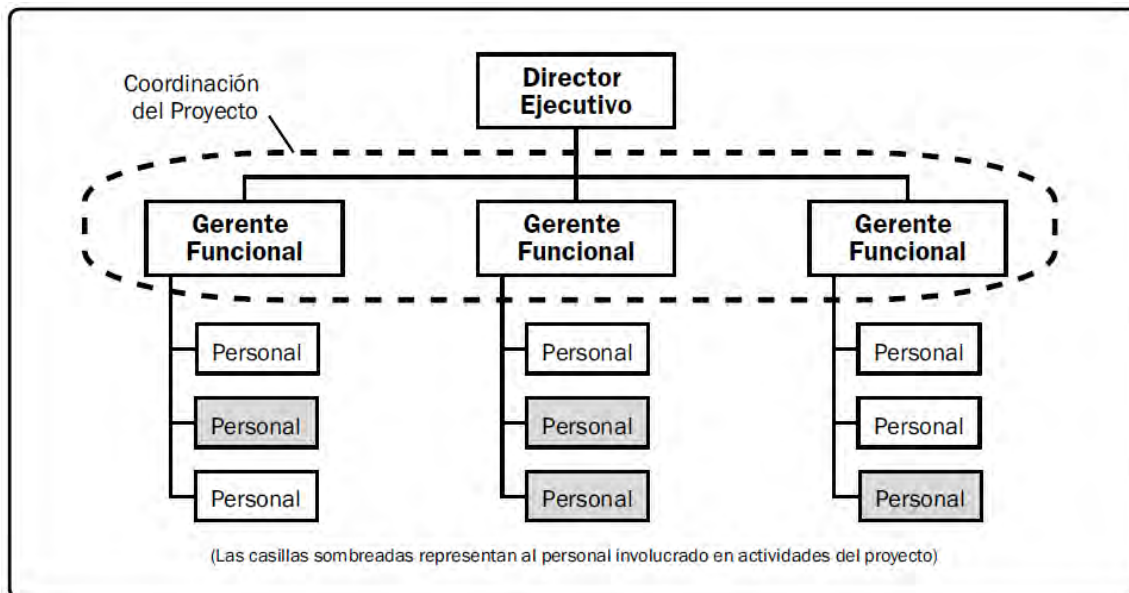 Director
Ejecutivo
Coordinación
del Proyecto
Gerente
Funcional
Gerente
Funcional
Gerente
Funcional
Personal
Personal
Personal
Personal
Personal
Personal
Personal
Personal
Personal
(Las casillas sombreadas representan al personal involucrado en actividades del proyecto)